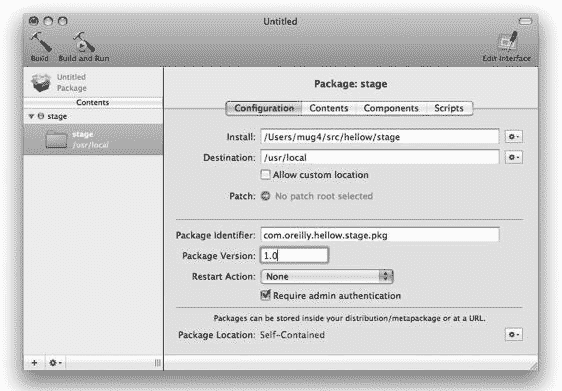 Untitled
Build
Build and Run
Edit Interface
Untitled
Package
Contents
stage
stage
/usr/local
Package: stage
Configuration
Contents
Components
Scripts
Install: /Users/mug4/src/hellow/stage
Destination: /usr/local
Allow custom location
Patch: No patch root selected
Package Identifier: com.oreilly.hellow.stage.pkg
Package Version: 1.0
Restart Action: None
Require admin authentication
Packages can be stored inside your distribution/metapackage or at a URL.
Package Location: Self-Contained